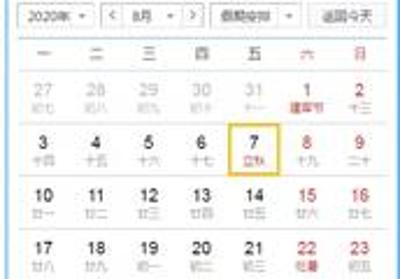 2020年 8月 假期安排 返回今天
一 二 三 四 五 六 日
27 28 29 30 31 1 2
初七 初八 初九 初十 十一 建军节 十三
3 4 5 6 7 8 9
十四 十五 十六 十七 立秋 十九 二十
10 11 12 13 14 15 16
廿一 廿二 廿三 廿四 廿五 廿六 廿七
17 18 19 20 21 22 23
廿八 廿九 初一 初二 初三 处暑 初五